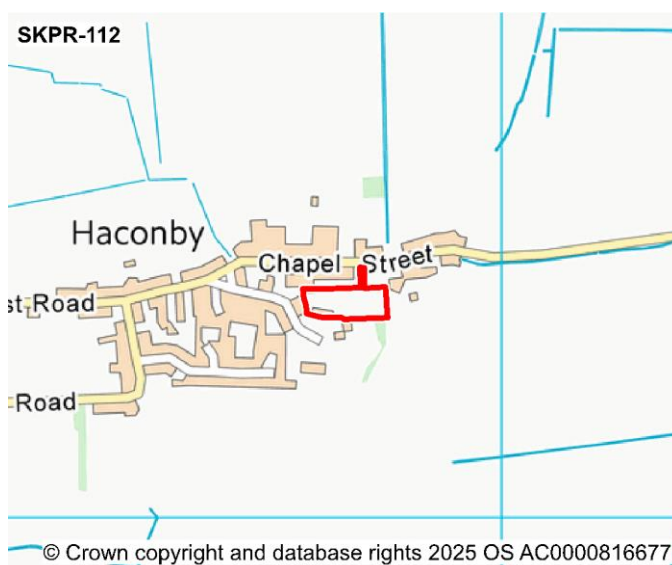 SKPR-112
Haconby
Chapel Street
st Road
Road
© Crown copyright and database rights 2025 OS AC0000816677